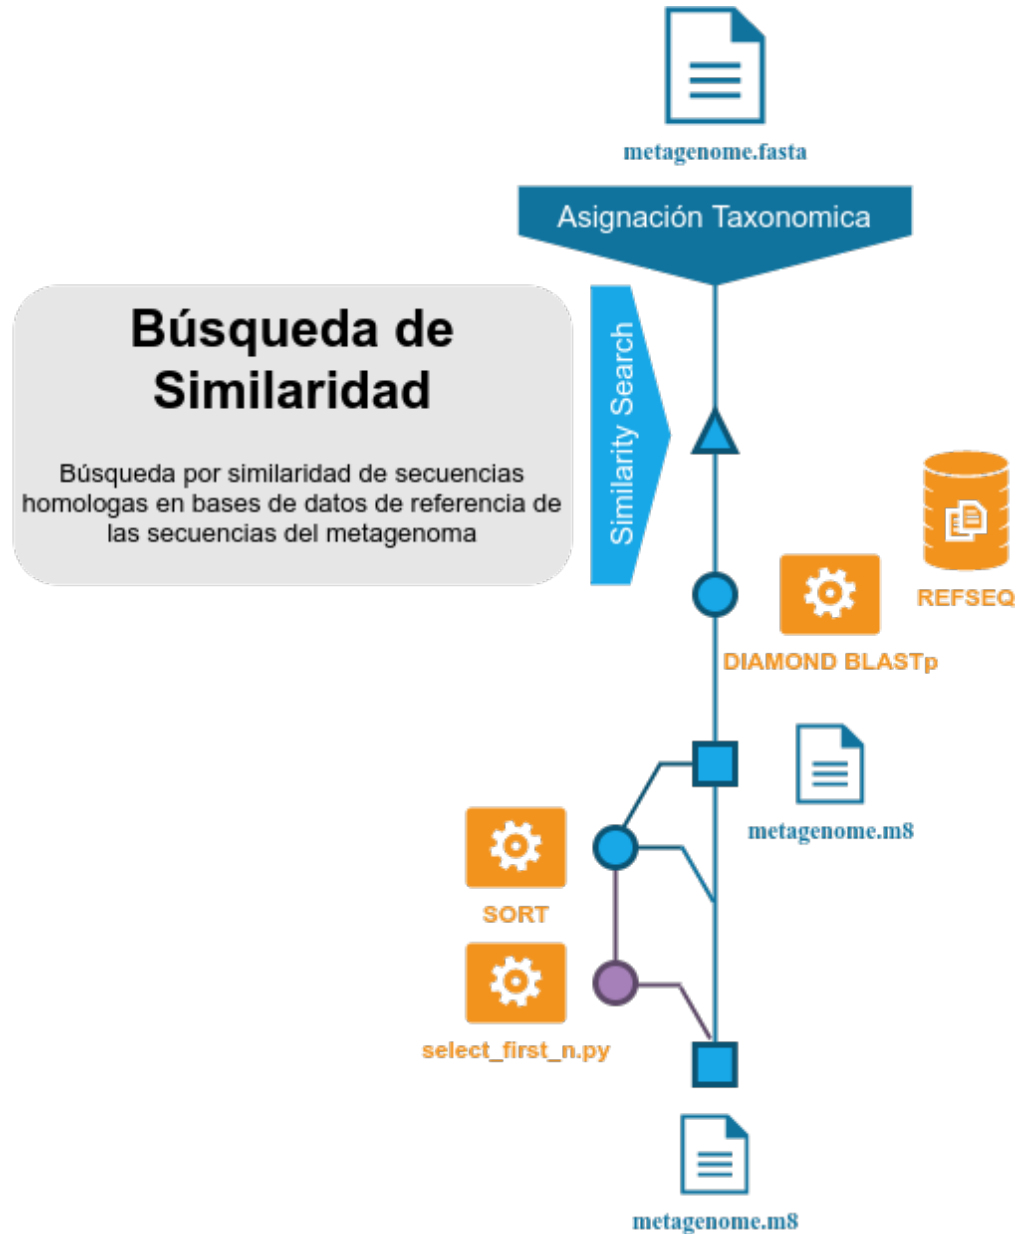 metagenome.fasta
Asignación Taxonomica
Búsqueda de
Similaridad
Búsqueda por similaridad de secuencias
homologas en bases de datos de referencia de
las secuencias del metagenoma
Similarity Search
REFSEQ
DIAMOND BLASTp
metagenome.m8
SORT
select_first_n.py
metagenome.m8